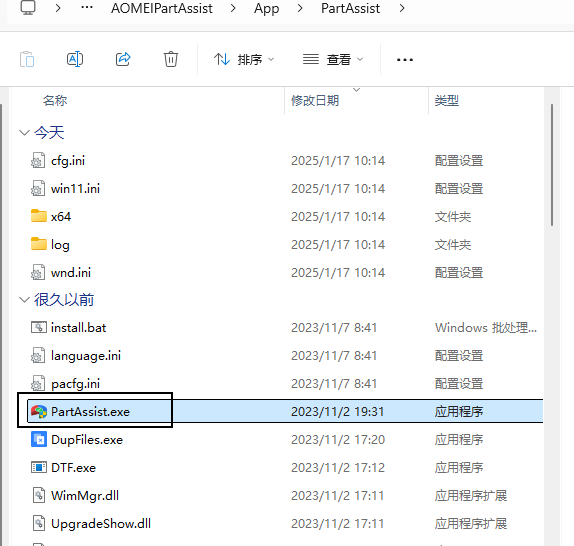 AOMEIPartAssist > App > PartAssist >
排序 查看
名称 修改日期 类型
今天
cfg.ini 2025/1/17 10:14 配置设置
win11.ini 2025/1/17 10:14 配置设置
x64 2025/1/17 10:14 文件夹
log 2025/1/17 10:14 文件夹
wnd.ini 2025/1/17 10:14 配置设置
很久以前
install.bat 2023/11/7 8:41 Windows 批处理...
language.ini 2023/11/7 8:41 配置设置
pacfg.ini 2023/11/7 8:41 配置设置
PartAssist.exe 2023/11/2 19:31 应用程序
DupFiles.exe 2023/11/2 17:20 应用程序
DTF.exe 2023/11/2 17:12 应用程序
WimMgr.dll 2023/11/2 17:11 应用程序扩展
UpgradeShow.dll 2023/11/2 17:11 应用程序扩展